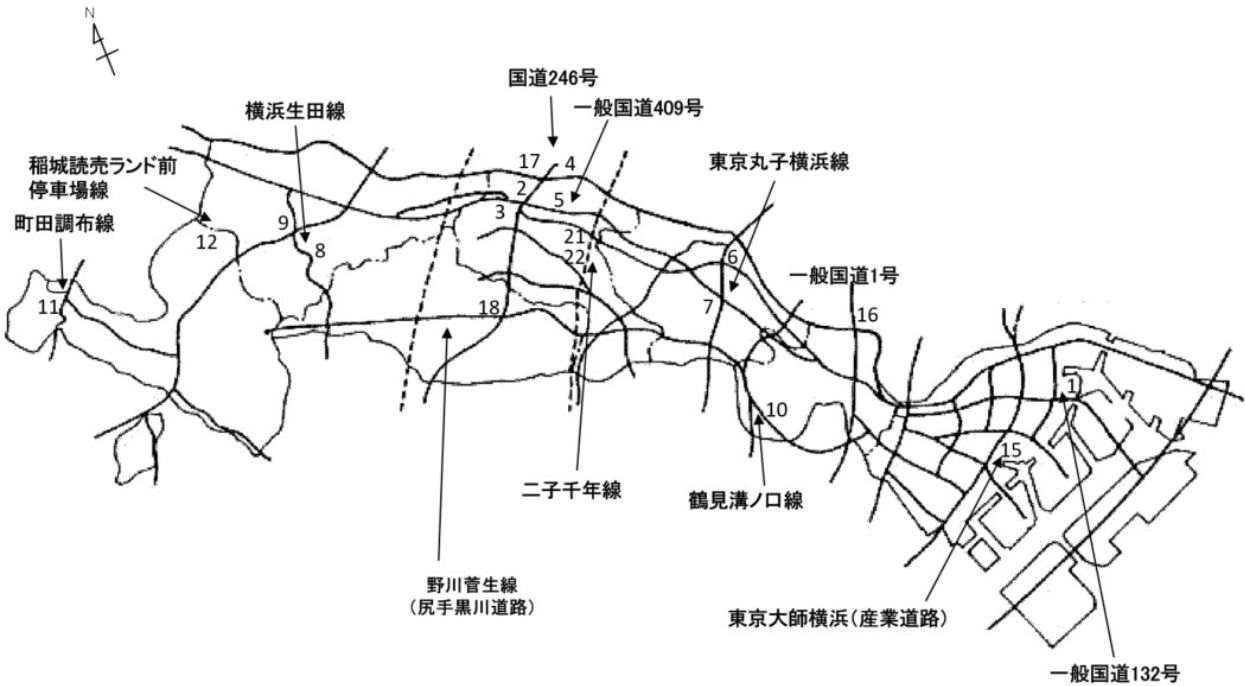 N
国道246号
一般国道409号
横浜生田線
東京丸子横浜線
稲城読売ランド前
停車場線
町田調布線
一般国道1号
17
4
2
5
3
9
8
12
21
22
6
7
11
18
16
1
10
15
二子千年線
鶴見溝ノ口線
野川菅生線
(尻手黒川道路)
東京大師横浜(産業道路)
一般国道132号